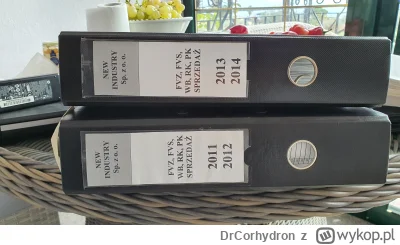 NEW
INDUSTRY
Sp. z o. o.
FVZ, FVS,
WB, RK, PK
SPRZEDAŻ
2013
2014
NEW
INDUSTRY
Sp. z o. o.
FVZ, FVS,
WB, RK, PK
SPRZEDAŻ
2011
2012
DrCorhydron z wykop.pl